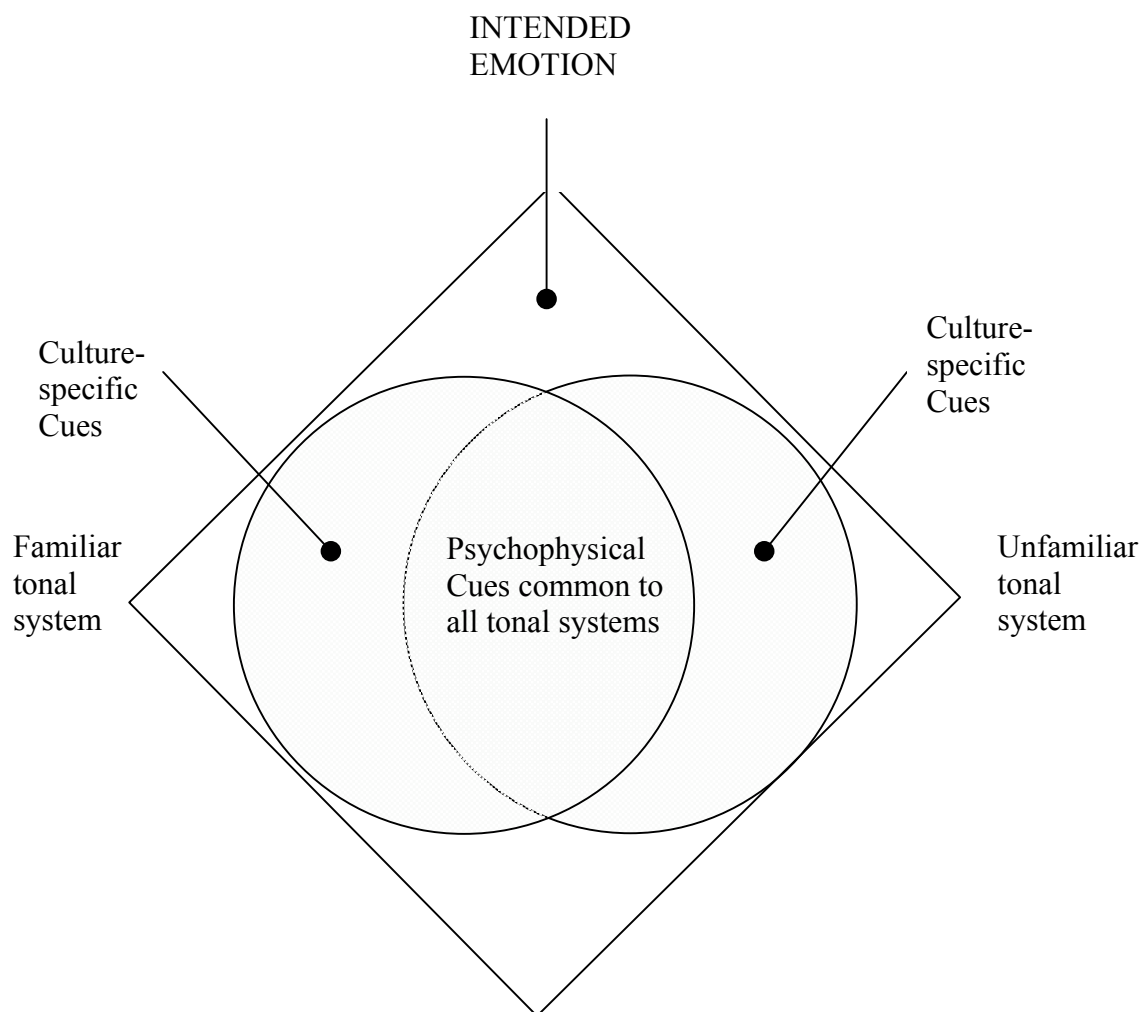 INTENDED
EMOTION
Culture-
specific
Cues
Culture-
specific
Cues
Familiar
tonal
system
Psychophysical
Cues common to
all tonal systems
Unfamiliar
tonal
system